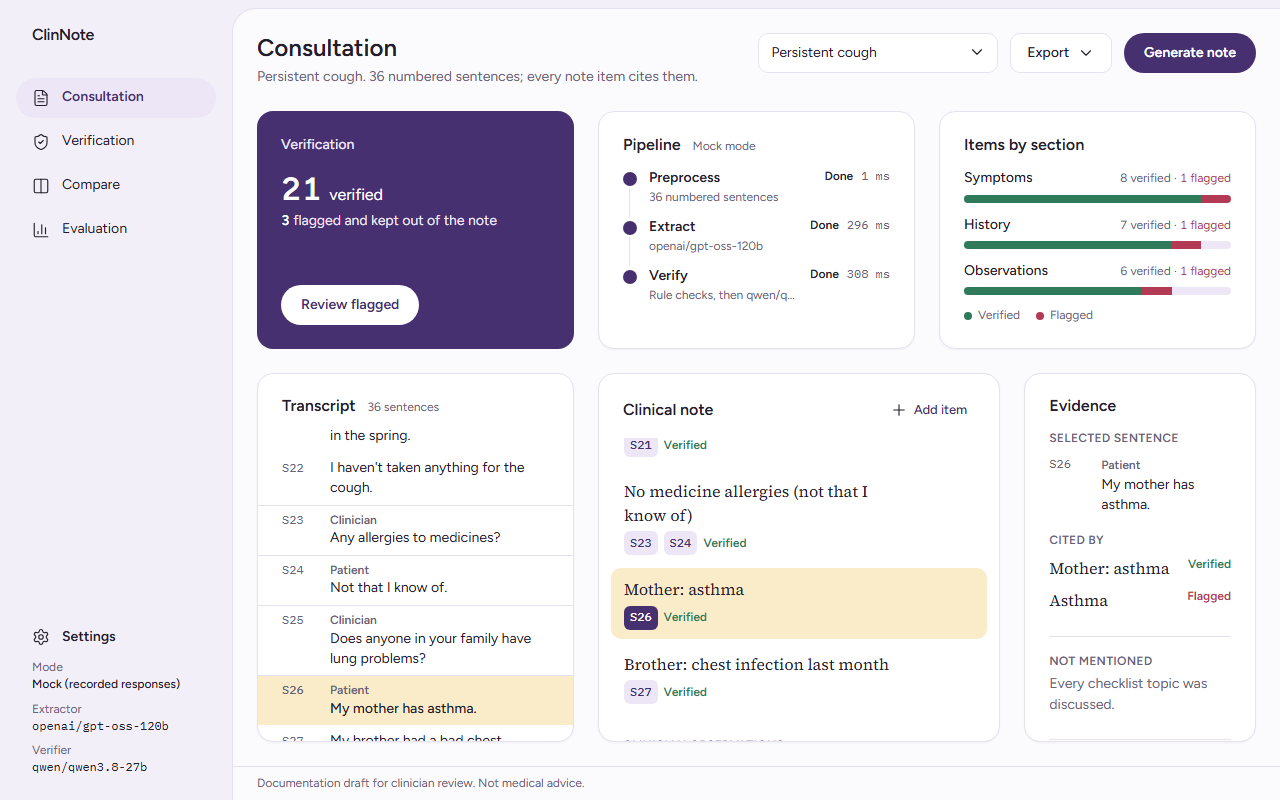 ClinNote
Consultation
Verification
Compare
Evaluation
Settings
Mode
Mock (recorded responses)
Extractor
openai/gpt-oss-120b
Verifier
qwen/qwen3.8-27b
Consultation
Persistent cough. 36 numbered sentences; every note item cites them.
Persistent cough
Export
Generate note
Verification
21 verified
3 flagged and kept out of the note
Review flagged
Pipeline Mock mode
Preprocess Done 1 ms
36 numbered sentences
Extract Done 296 ms
openai/gpt-oss-120b
Verify Done 308 ms
Rule checks, then qwen/q...
Items by section
Symptoms 8 verified · 1 flagged
History 7 verified · 1 flagged
Observations 6 verified · 1 flagged
Verified Flagged
Transcript 36 sentences
in the spring.
S22 I haven't taken anything for the
cough.
S23 Clinician
Any allergies to medicines?
S24 Patient
Not that I know of.
S25 Clinician
Does anyone in your family have
lung problems?
S26 Patient
My mother has asthma.
S27 My brother had a bad chest
Clinical note
Add item
S21 Verified
No medicine allergies (not that I
know of)
S23 S24 Verified
Mother: asthma
S26 Verified
Brother: chest infection last month
S27 Verified
Evidence
SELECTED SENTENCE
S26 Patient
My mother has
asthma.
CITED BY
Mother: asthma Verified
Asthma Flagged
NOT MENTIONED
Every checklist topic was
discussed.
Documentation draft for clinician review. Not medical advice.